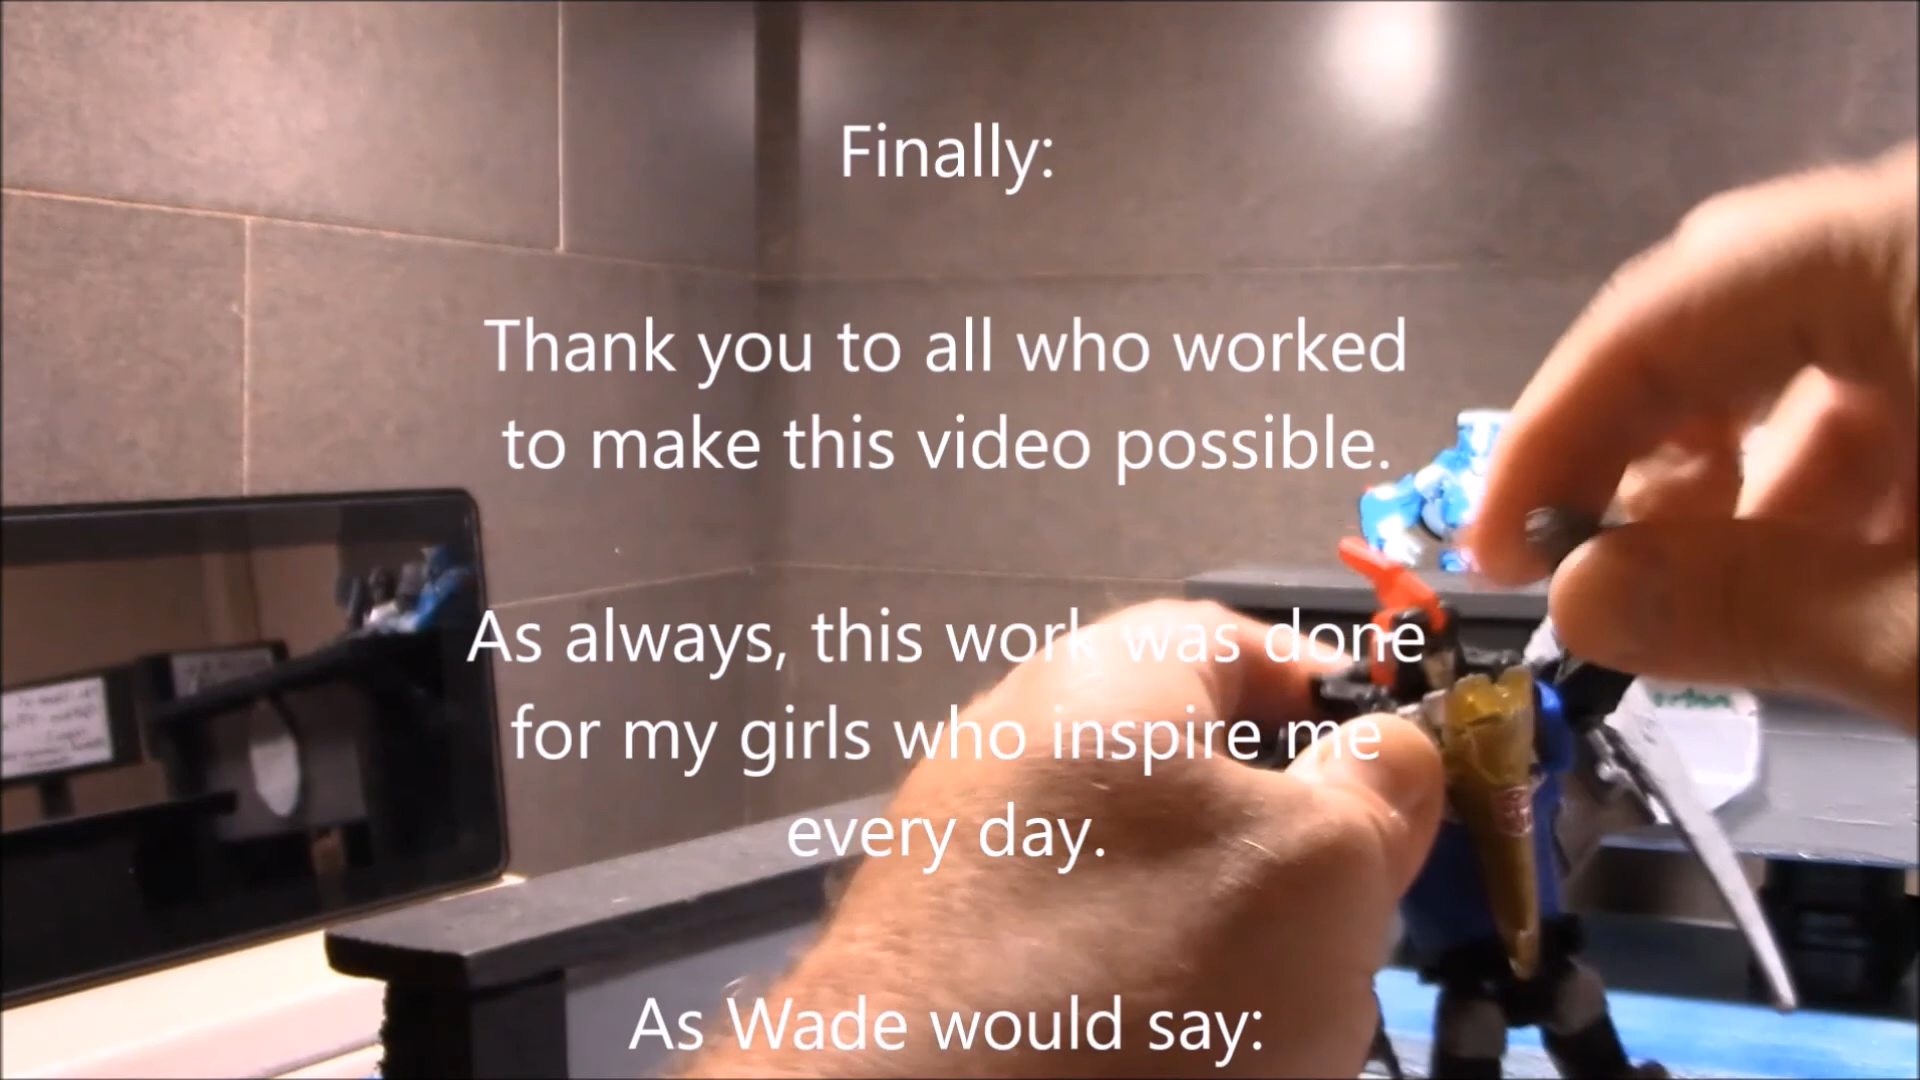 Finally:
Thank you to all who worked
to make this video possible.
As always, this work was done
for my girls who inspire me
every day.
As Wade would say: